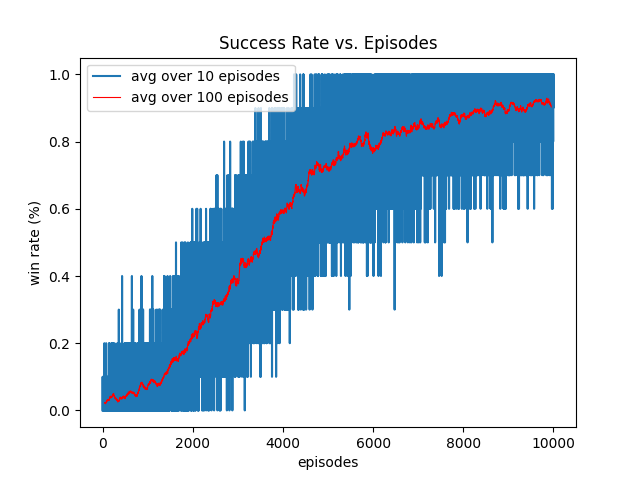 Success Rate vs. Episodes
avg over 10 episodes
avg over 100 episodes
1.0
0.8
0.6
0.4
0.2
0.0
win rate (%)
0 2000 4000 6000 8000 10000
episodes